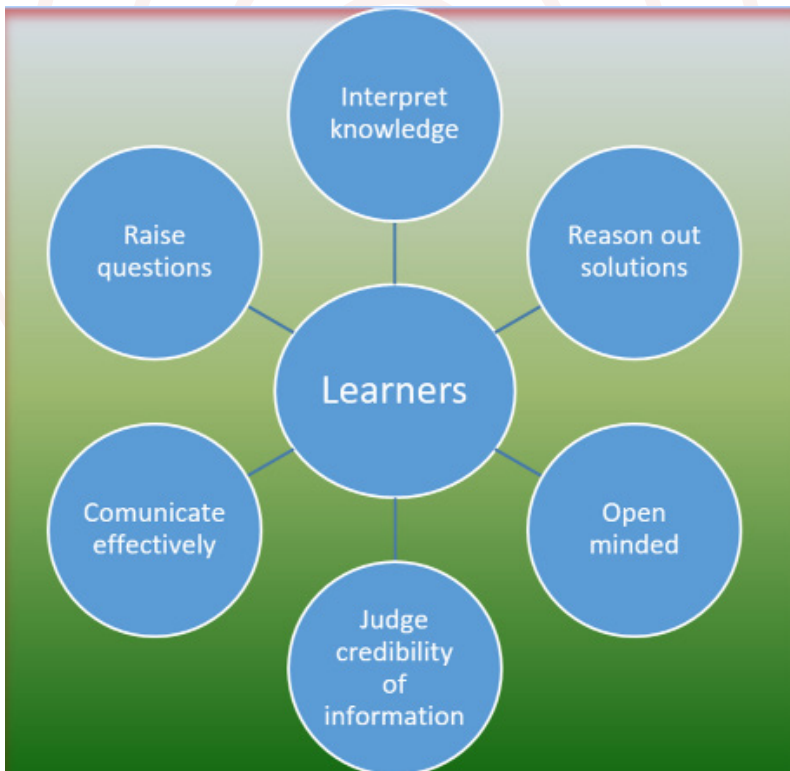 Interpret
knowledge
Raise
questions
Reason out
solutions
Learners
Comunicate
effectively
Open
minded
Judge
credibility
of
information